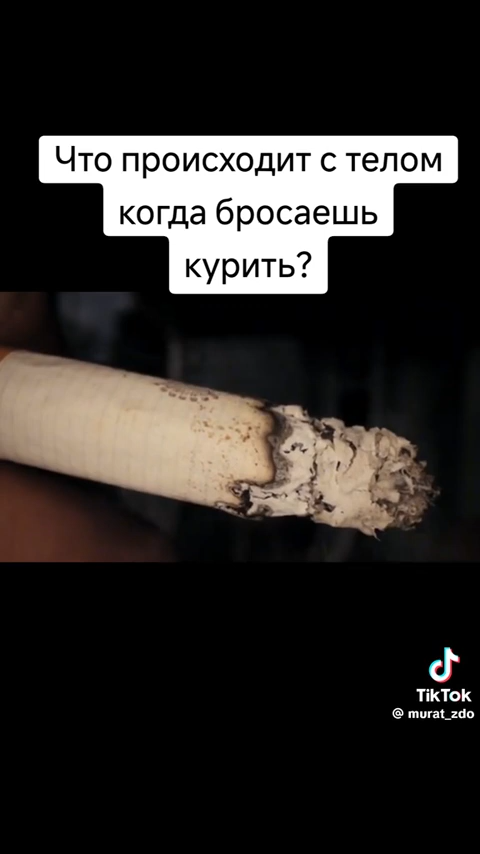 Что происходит с телом
когда бросаешь
курить?
TikTok
@ murat_zdo